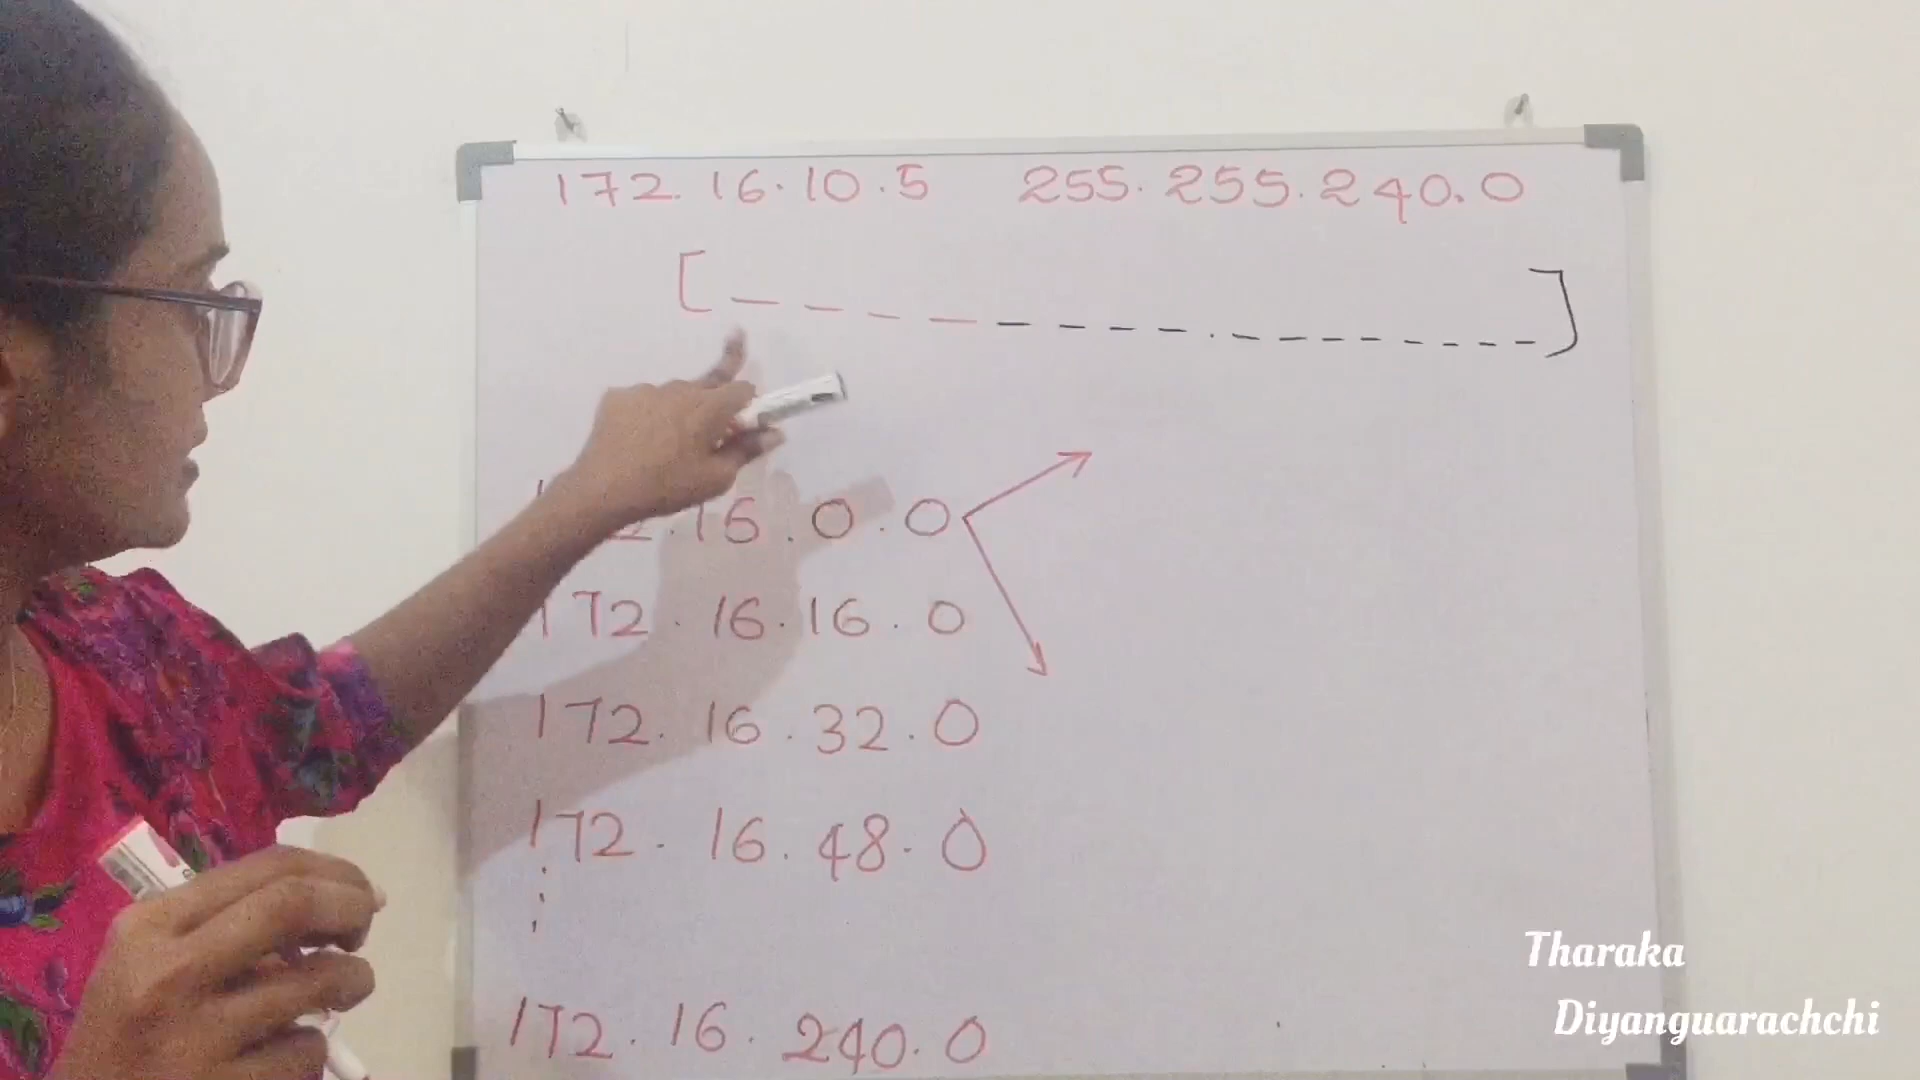 172.16.10.5 255.255.240.0
[_ _ _ _ _ _ _ _ . _ _ _ _ _ _ _ _]
2.16.0.0
172.16.16.0
172.16.32.0
172.16.48.0
172.16.240.0
Tharaka
Diyanguarachchi